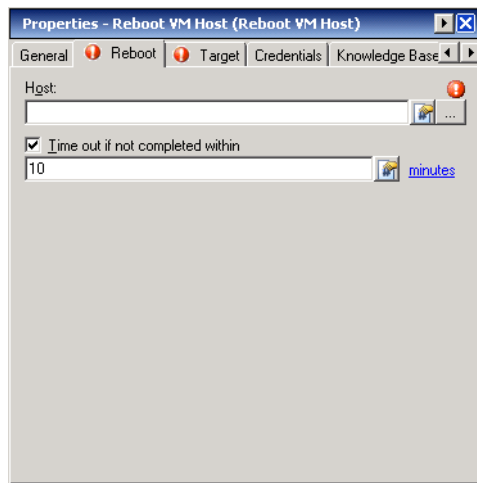 Properties - Reboot VM Host (Reboot VM Host)
General Reboot Target Credentials Knowledge Base
Host:
...
Time out if not completed within
10 minutes